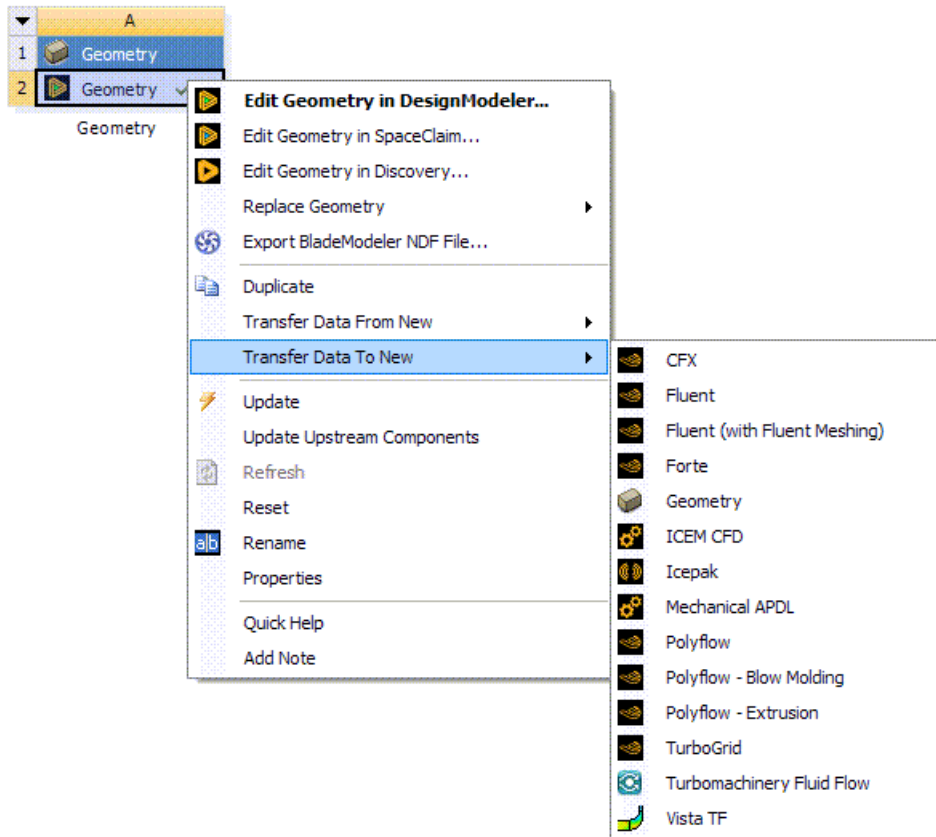 A
1 Geometry
2 Geometry
Geometry
Edit Geometry in DesignModeler...
Edit Geometry in SpaceClaim...
Edit Geometry in Discovery...
Replace Geometry
Export BladeModeler NDF File...
Duplicate
Transfer Data From New
Transfer Data To New
Update
Update Upstream Components
Refresh
Reset
a|b Rename
Properties
Quick Help
Add Note
CFX
Fluent
Fluent (with Fluent Meshing)
Forte
Geometry
ICEM CFD
Icepak
Mechanical APDL
Polyflow
Polyflow - Blow Molding
Polyflow - Extrusion
TurboGrid
Turbomachinery Fluid Flow
Vista TF